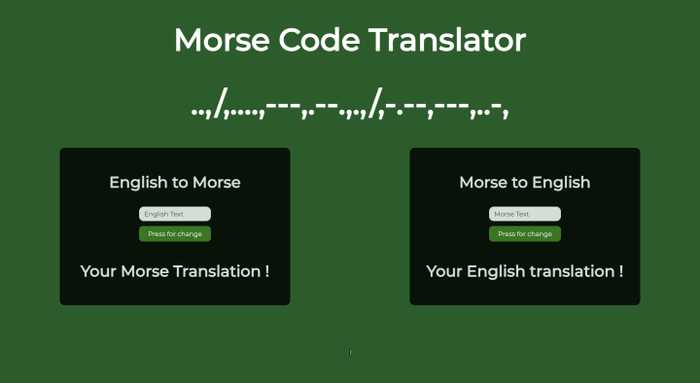 Morse Code Translator
..,/,....,---,.--.,.,/,-.--,---,..-,
English to Morse
English Text
Press for change
Your Morse Translation !
Morse to English
Morse Text
Press for change
Your English translation !